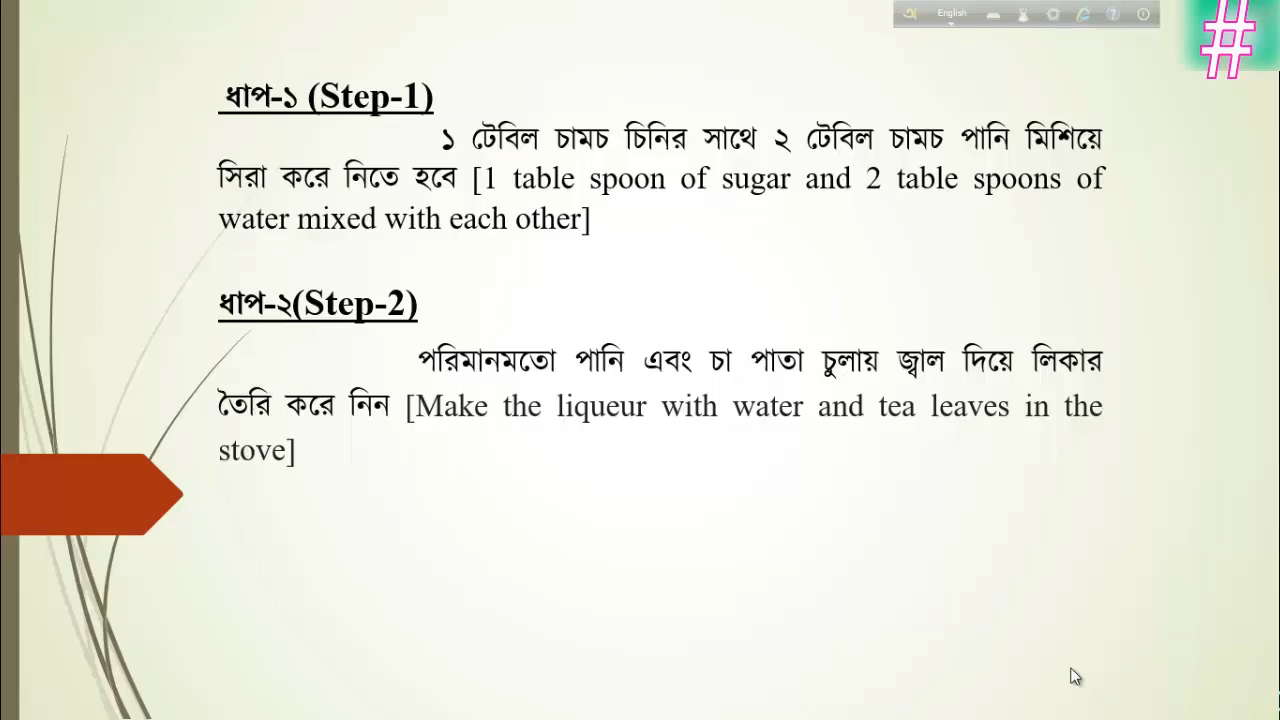 English
#
ধাপ-১ (Step-1)
১ টেবিল চামচ চিনির সাথে ২ টেবিল চামচ পানি মিশিয়ে
সিরা করে নিতে হবে [1 table spoon of sugar and 2 table spoons of
water mixed with each other]
ধাপ-২(Step-2)
পরিমানমতো পানি এবং চা পাতা চুলায় জ্বাল দিয়ে লিকার
তৈরি করে নিন [Make the liqueur with water and tea leaves in the
stove]